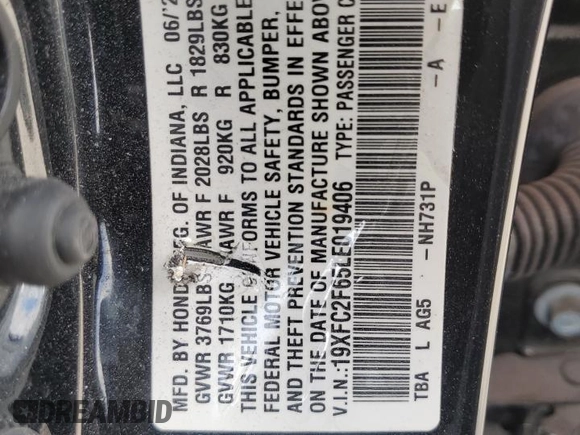 MFD. BY HONDA MFG. OF INDIANA, LLC 06/2
GVWR 3769LBS GAWR F 2028LBS R 1829LBS
GVWR 1710KG GAWR F 920KG R 830KG
THIS VEHICLE CONFORMS TO ALL APPLICABLE
FEDERAL MOTOR VEHICLE SAFETY, BUMPER,
AND THEFT PREVENTION STANDARDS IN EFFE
ON THE DATE OF MANUFACTURE SHOWN ABOV
V.I.N.:19XFC2F65LE019406 TYPE: PASSENGER C
TBA L AG5 -NH731P -A -E
DREAMBID